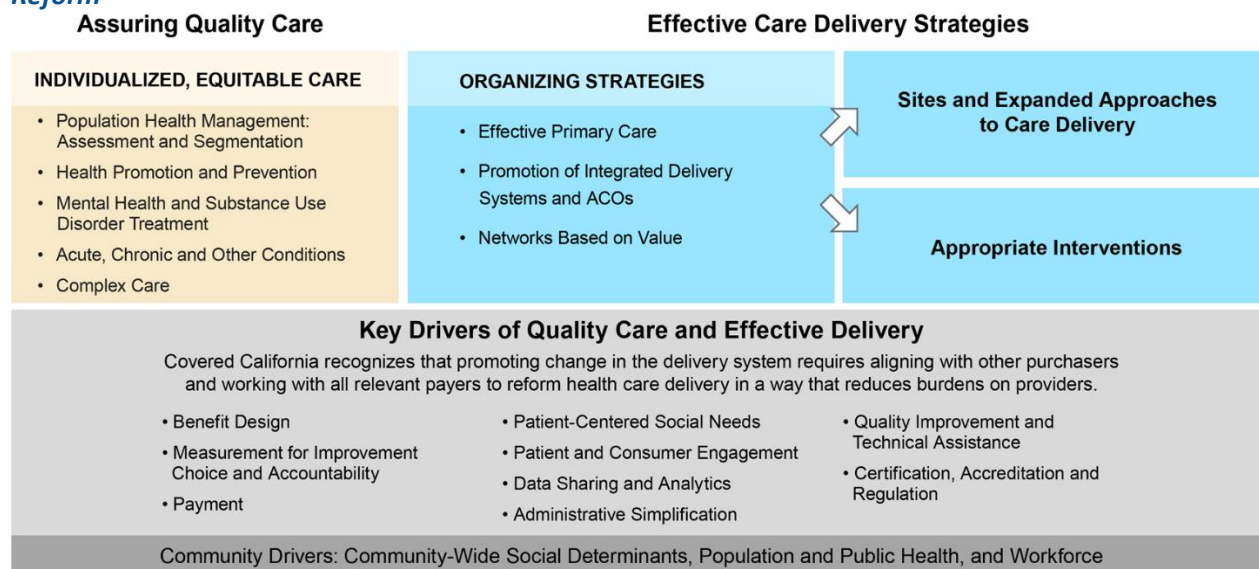 Reform
Assuring Quality Care
Effective Care Delivery Strategies
INDIVIDUALIZED, EQUITABLE CARE
• Population Health Management:
Assessment and Segmentation
• Health Promotion and Prevention
• Mental Health and Substance Use
Disorder Treatment
• Acute, Chronic and Other Conditions
• Complex Care
ORGANIZING STRATEGIES
• Effective Primary Care
• Promotion of Integrated Delivery
Systems and ACOs
• Networks Based on Value
Sites and Expanded Approaches
to Care Delivery
Appropriate Interventions
Key Drivers of Quality Care and Effective Delivery
Covered California recognizes that promoting change in the delivery system requires aligning with other purchasers
and working with all relevant payers to reform health care delivery in a way that reduces burdens on providers.
• Benefit Design
• Measurement for Improvement
Choice and Accountability
• Payment
• Patient-Centered Social Needs
• Patient and Consumer Engagement
• Data Sharing and Analytics
• Administrative Simplification
• Quality Improvement and
Technical Assistance
• Certification, Accreditation and
Regulation
Community Drivers: Community-Wide Social Determinants, Population and Public Health, and Workforce